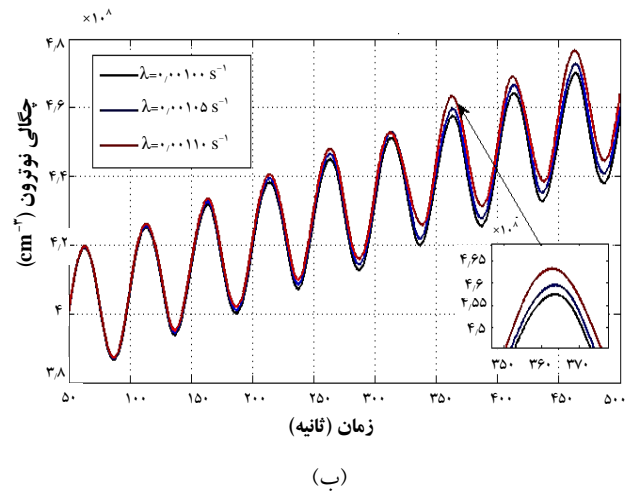 ×۱۰^۸
۴٫۸
۴٫۶
۴٫۴
۴٫۲
۴
۳٫۸
چگالی نوترون (cm⁻³)
λ=۰٫۰۰۱۰۰ s⁻¹
λ=۰٫۰۰۱۰۵ s⁻¹
λ=۰٫۰۰۱۱۰ s⁻¹
×۱۰^۸
۴٫۶۵
۴٫۶
۴٫۵۵
۴٫۵
۳۵۰ ۳۶۰ ۳۷۰
۵۰ ۱۰۰ ۱۵۰ ۲۰۰ ۲۵۰ ۳۰۰ ۳۵۰ ۴۰۰ ۴۵۰ ۵۰۰
زمان (ثانیه)
(ب)